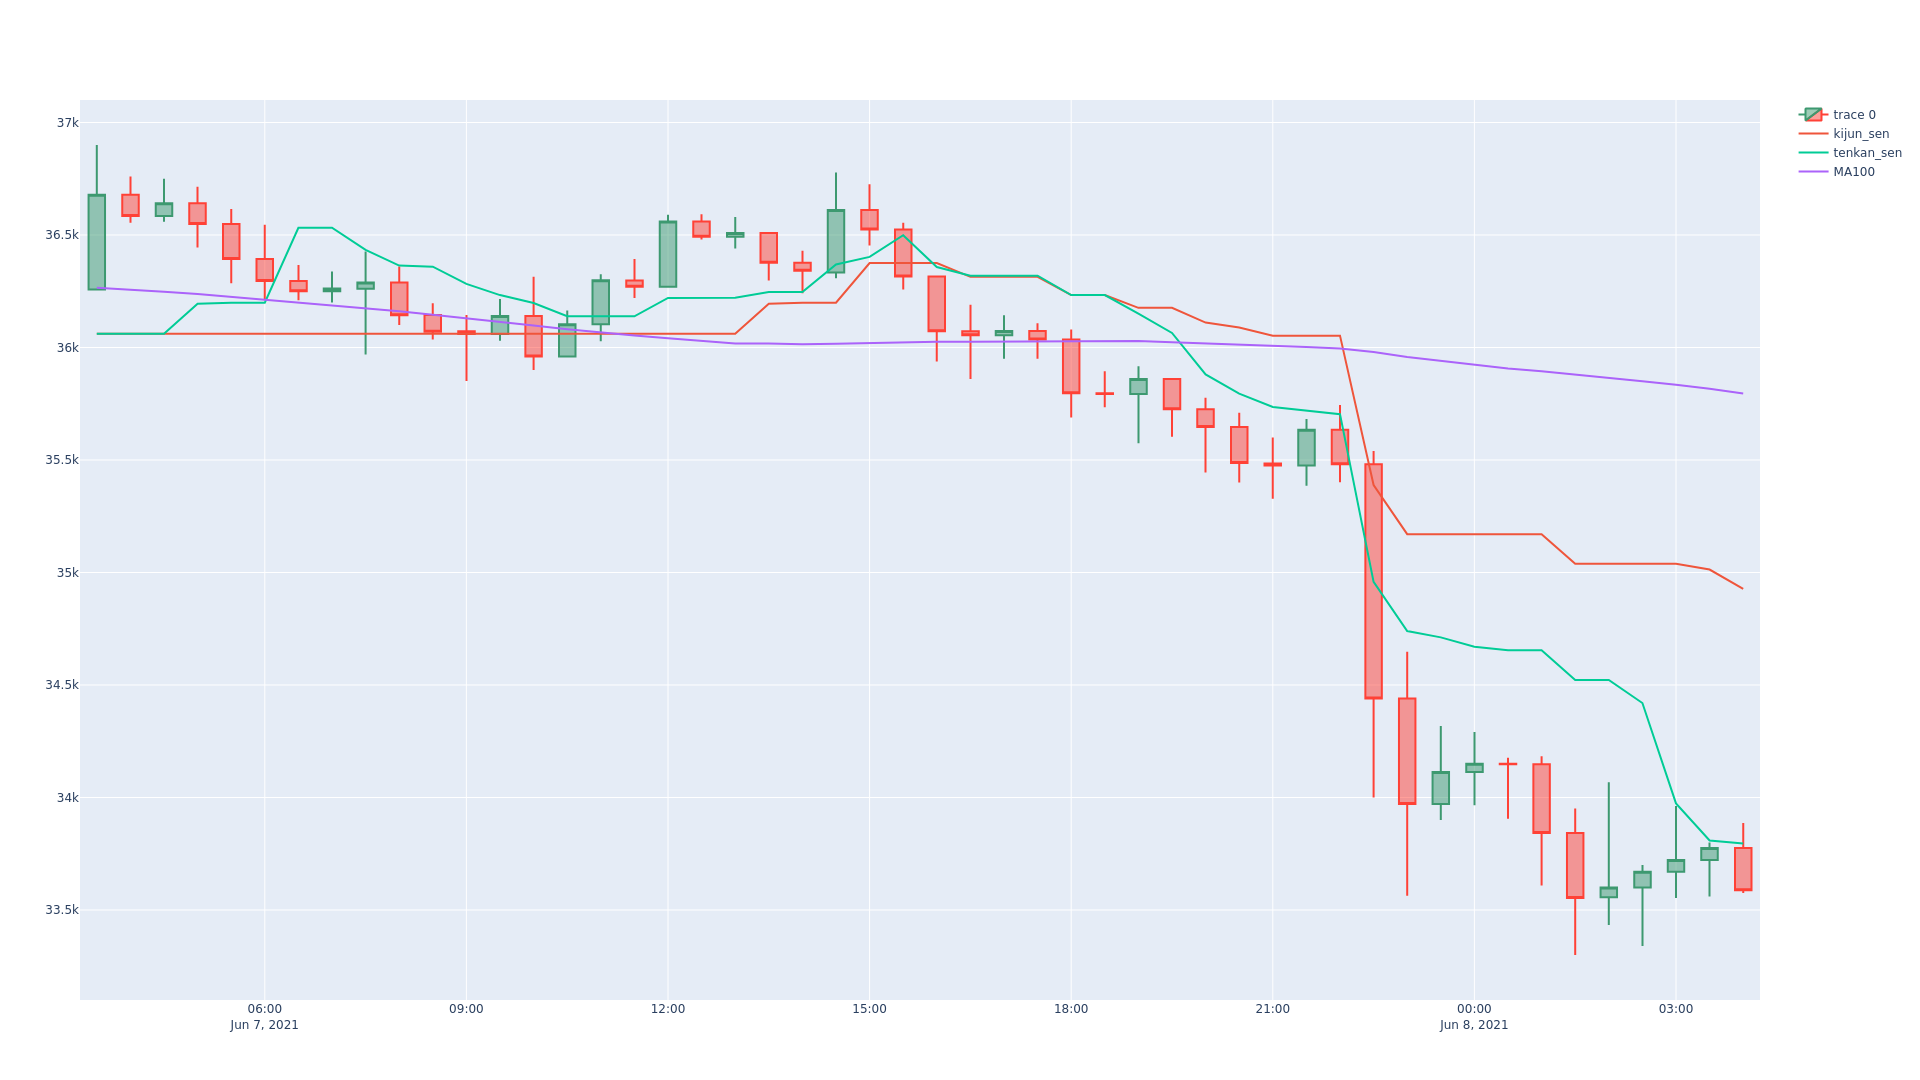 37k
36.5k
36k
35.5k
35k
34.5k
34k
33.5k
06:00
Jun 7, 2021
09:00
12:00
15:00
18:00
21:00
00:00
Jun 8, 2021
03:00
trace 0
kijun_sen
tenkan_sen
MA100